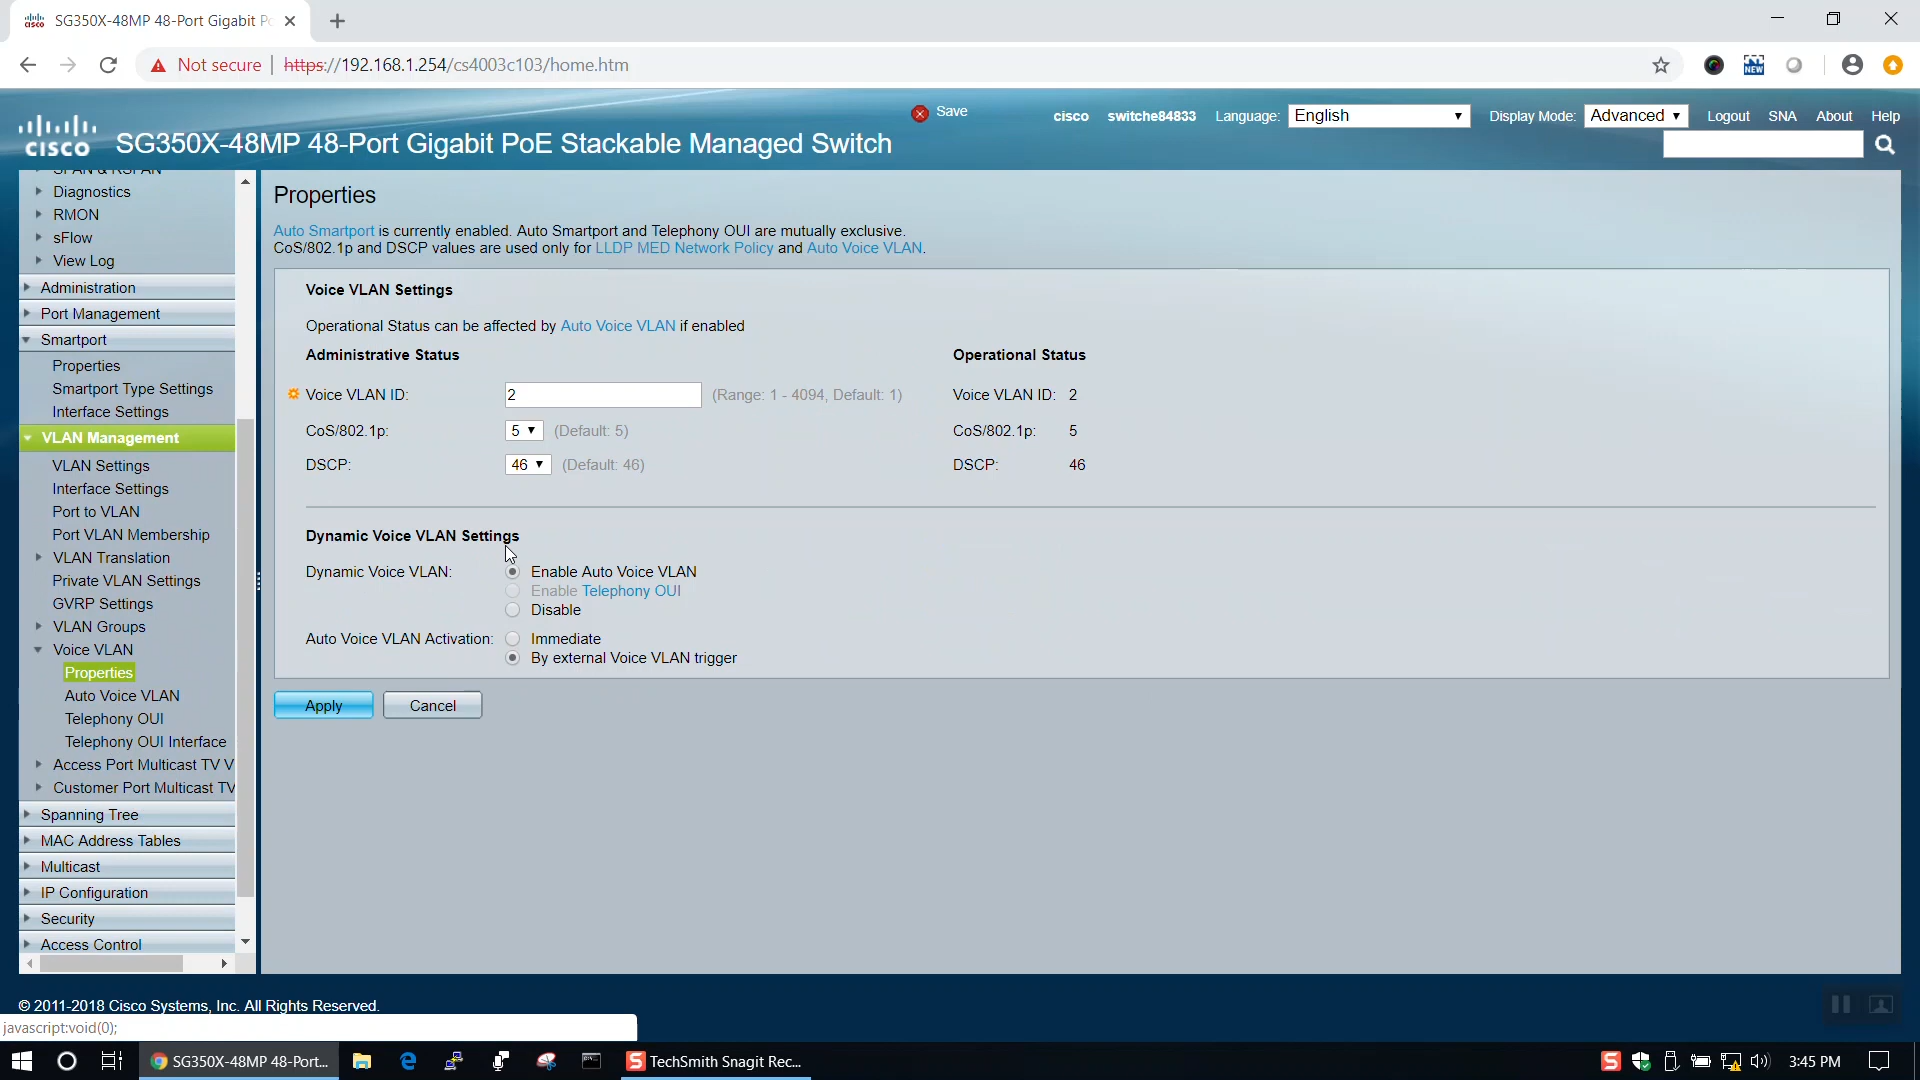 SG350X-48MP 48-Port Gigabit Po
Not secure | https://192.168.1.254/cs4003c103/home.htm
NEW
Save
cisco switche84833 Language: English Display Mode: Advanced Logout SNA About Help
CISCO
SG350X-48MP 48-Port Gigabit PoE Stackable Managed Switch
SPAN & RSPAN
Diagnostics
RMON
sFlow
View Log
Administration
Port Management
Smartport
Properties
Smartport Type Settings
Interface Settings
VLAN Management
VLAN Settings
Interface Settings
Port to VLAN
Port VLAN Membership
VLAN Translation
Private VLAN Settings
GVRP Settings
VLAN Groups
Voice VLAN
Properties
Auto Voice VLAN
Telephony OUI
Telephony OUI Interface
Access Port Multicast TV V
Customer Port Multicast TV
Spanning Tree
MAC Address Tables
Multicast
IP Configuration
Security
Access Control
Properties
Auto Smartport is currently enabled. Auto Smartport and Telephony OUI are mutually exclusive.
CoS/802.1p and DSCP values are used only for LLDP MED Network Policy and Auto Voice VLAN.
Voice VLAN Settings
Operational Status can be affected by Auto Voice VLAN if enabled
Administrative Status Operational Status
Voice VLAN ID: 2 (Range: 1 - 4094, Default: 1) Voice VLAN ID: 2
CoS/802.1p: 5 (Default: 5) CoS/802.1p: 5
DSCP: 46 (Default: 46) DSCP: 46
Dynamic Voice VLAN Settings
Dynamic Voice VLAN: Enable Auto Voice VLAN
Enable Telephony OUI
Disable
Auto Voice VLAN Activation: Immediate
By external Voice VLAN trigger
Apply Cancel
© 2011-2018 Cisco Systems, Inc. All Rights Reserved.
javascript:void(0);
SG350X-48MP 48-Port... TechSmith Snagit Rec... 3:45 PM